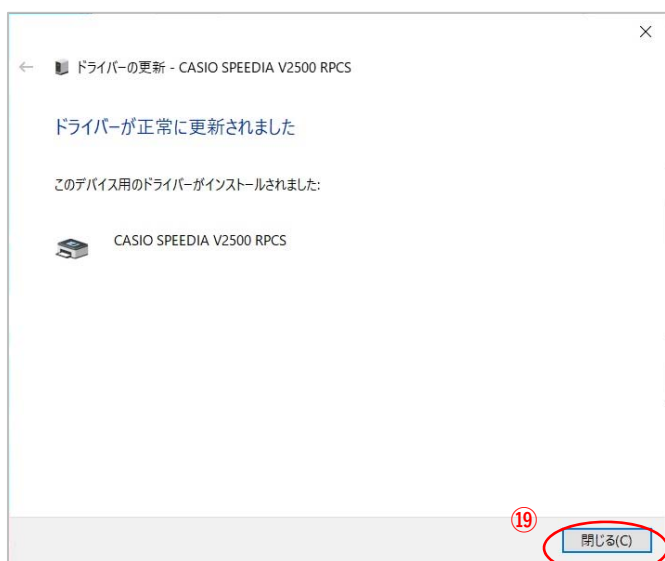 ドライバーの更新 - CASIO SPEEDIA V2500 RPCS
ドライバーが正常に更新されました
このデバイス用のドライバーがインストールされました:
CASIO SPEEDIA V2500 RPCS
⑲
閉じる(C)